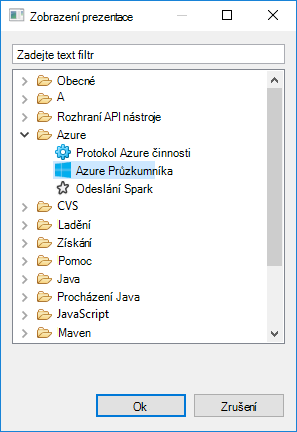 Zobrazení prezentace
Zadejte text filtr
Obecné
A
Rozhraní API nástroje
Azure
Protokol Azure činnosti
Azure Průzkumníka
Odeslání Spark
CVS
Ladění
Získání
Pomoc
Java
Procházení Java
JavaScript
Maven
Ok
Zrušení